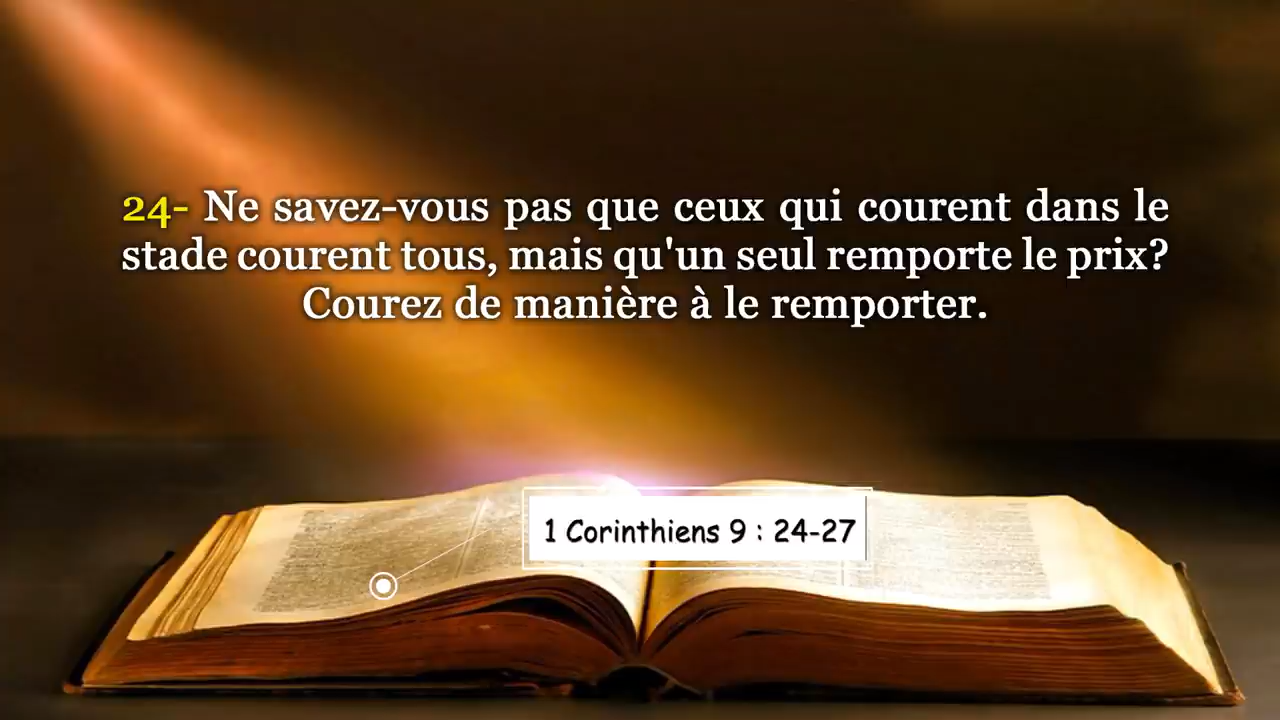 24- Ne savez-vous pas que ceux qui courent dans le
stade courent tous, mais qu'un seul remporte le prix?
Courez de manière à le remporter.
1 Corinthiens 9 : 24-27